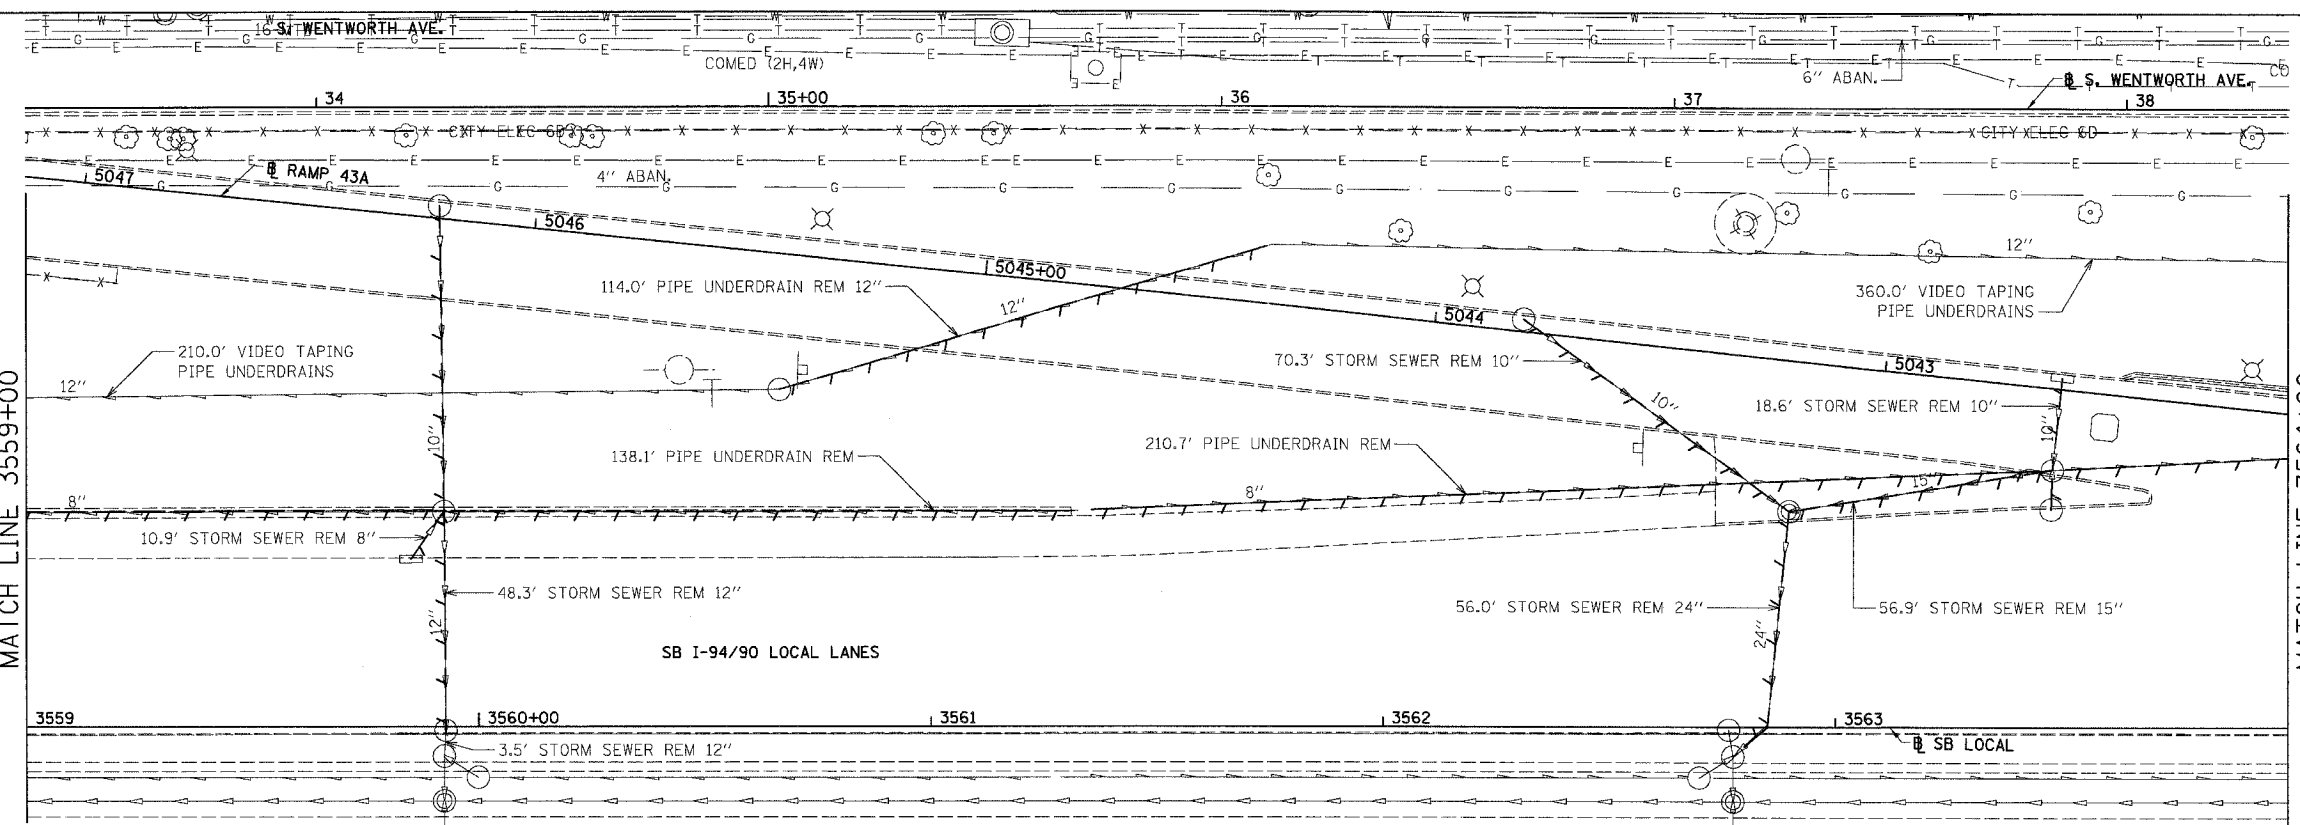 S. WENTWORTH AVE.
COMED (2H,4W)
6" ABAN.
℄ S. WENTWORTH AVE.
CO
34
35+00
36
37
38
CITY ELEC 6D
CITY ELEC 6D
5047
℄ RAMP 43A
4" ABAN.
5046
5045+00
12"
114.0' PIPE UNDERDRAIN REM 12"
12"
360.0' VIDEO TAPING
PIPE UNDERDRAINS
5044
210.0' VIDEO TAPING
PIPE UNDERDRAINS
70.3' STORM SEWER REM 10"
5043
12"
10"
18.6' STORM SEWER REM 10"
10"
10"
138.1' PIPE UNDERDRAIN REM
210.7' PIPE UNDERDRAIN REM
8"
8"
15"
10.9' STORM SEWER REM 8"
48.3' STORM SEWER REM 12"
12"
56.0' STORM SEWER REM 24"
56.9' STORM SEWER REM 15"
24"
SB I-94/90 LOCAL LANES
MATCH LINE 3559+00
3559
3560+00
3561
3562
3563
3.5' STORM SEWER REM 12"
℄ SB LOCAL